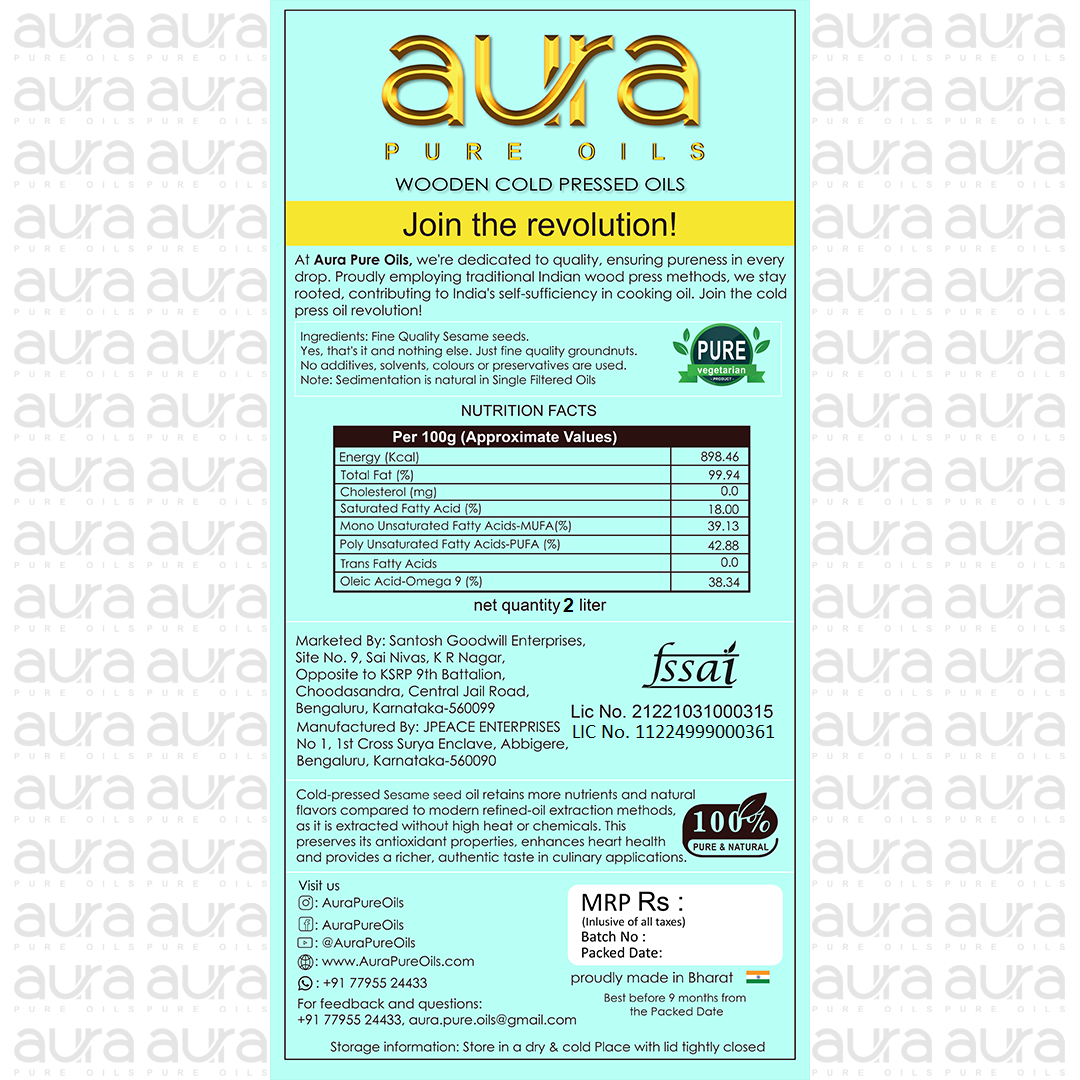 aura
PURE OILS
WOODEN COLD PRESSED OILS
Join the revolution!
At Aura Pure Oils, we're dedicated to quality, ensuring pureness in every
drop. Proudly employing traditional Indian wood press methods, we stay
rooted, contributing to India's self-sufficiency in cooking oil. Join the cold
press oil revolution!
Ingredients: Fine Quality Sesame seeds.
Yes, that's it and nothing else. Just fine quality groundnuts.
No additives, solvents, colours or preservatives are used.
Note: Sedimentation is natural in Single Filtered Oils
PURE
vegetarian
PRODUCT
NUTRITION FACTS
Per 100g (Approximate Values)
Energy (Kcal) 898.46
Total Fat (%) 99.94
Cholesterol (mg) 0.0
Saturated Fatty Acid (%) 18.00
Mono Unsaturated Fatty Acids-MUFA(%) 39.13
Poly Unsaturated Fatty Acids-PUFA (%) 42.88
Trans Fatty Acids 0.0
Oleic Acid-Omega 9 (%) 38.34
net quantity 2 liter
Marketed By: Santosh Goodwill Enterprises,
Site No. 9, Sai Nivas, K R Nagar,
Opposite to KSRP 9th Battalion,
Choodasandra, Central Jail Road,
Bengaluru, Karnataka-560099
Manufactured By: JPEACE ENTERPRISES
No 1, 1st Cross Surya Enclave, Abbigere,
Bengaluru, Karnataka-560090
fssai
Lic No. 21221031000315
LIC No. 11224999000361
Cold-pressed Sesame seed oil retains more nutrients and natural
flavors compared to modern refined-oil extraction methods,
as it is extracted without high heat or chemicals. This
preserves its antioxidant properties, enhances heart health
and provides a richer, authentic taste in culinary applications.
100%
PURE & NATURAL
Visit us
: AuraPureOils
: AuraPureOils
: @AuraPureOils
: www.AuraPureOils.com
: +91 77955 24433
For feedback and questions:
+91 77955 24433, aura.pure.oils@gmail.com
MRP Rs :
(Inlusive of all taxes)
Batch No :
Packed Date:
proudly made in Bharat
Best before 9 months from
the Packed Date
Storage information: Store in a dry & cold Place with lid tightly closed